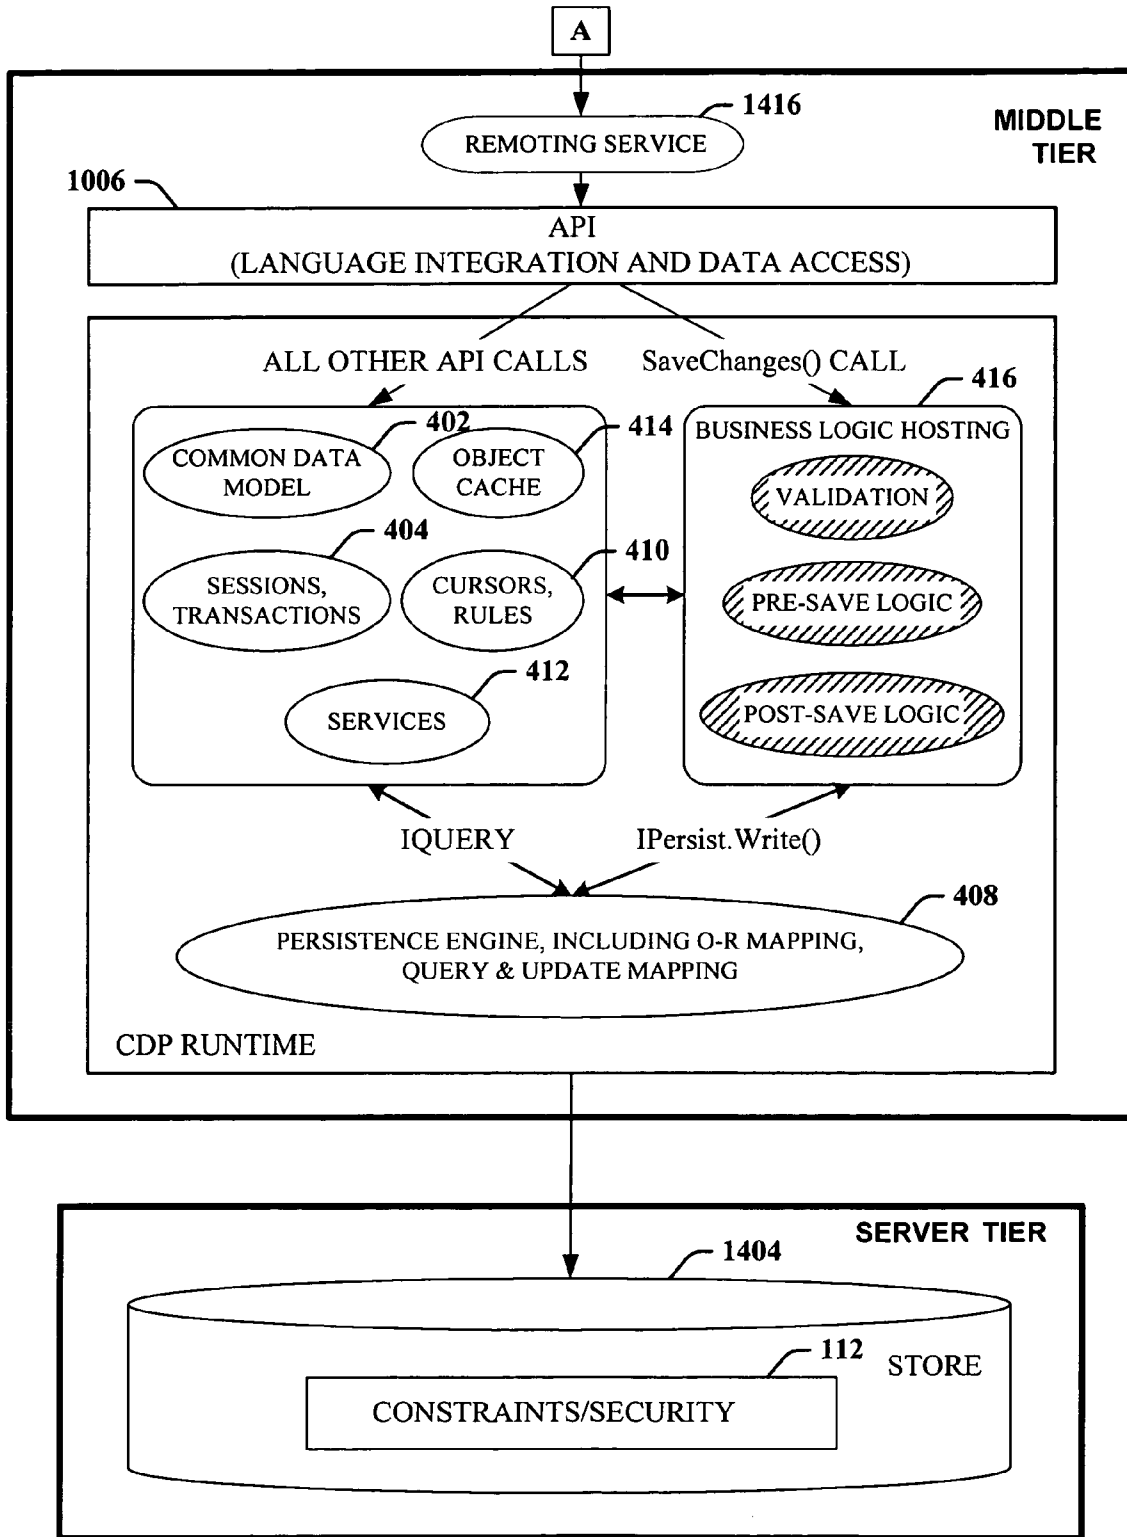 A
1416
REMOTING SERVICE
MIDDLE
TIER
1006
API
(LANGUAGE INTEGRATION AND DATA ACCESS)
ALL OTHER API CALLS
SaveChanges() CALL
416
402
COMMON DATA
MODEL
414
OBJECT
CACHE
BUSINESS LOGIC HOSTING
VALIDATION
404
SESSIONS,
TRANSACTIONS
410
CURSORS,
RULES
PRE-SAVE LOGIC
412
SERVICES
POST-SAVE LOGIC
IQUERY
IPersist.Write()
408
PERSISTENCE ENGINE, INCLUDING O-R MAPPING,
QUERY & UPDATE MAPPING
CDP RUNTIME
SERVER TIER
1404
112
STORE
CONSTRAINTS/SECURITY